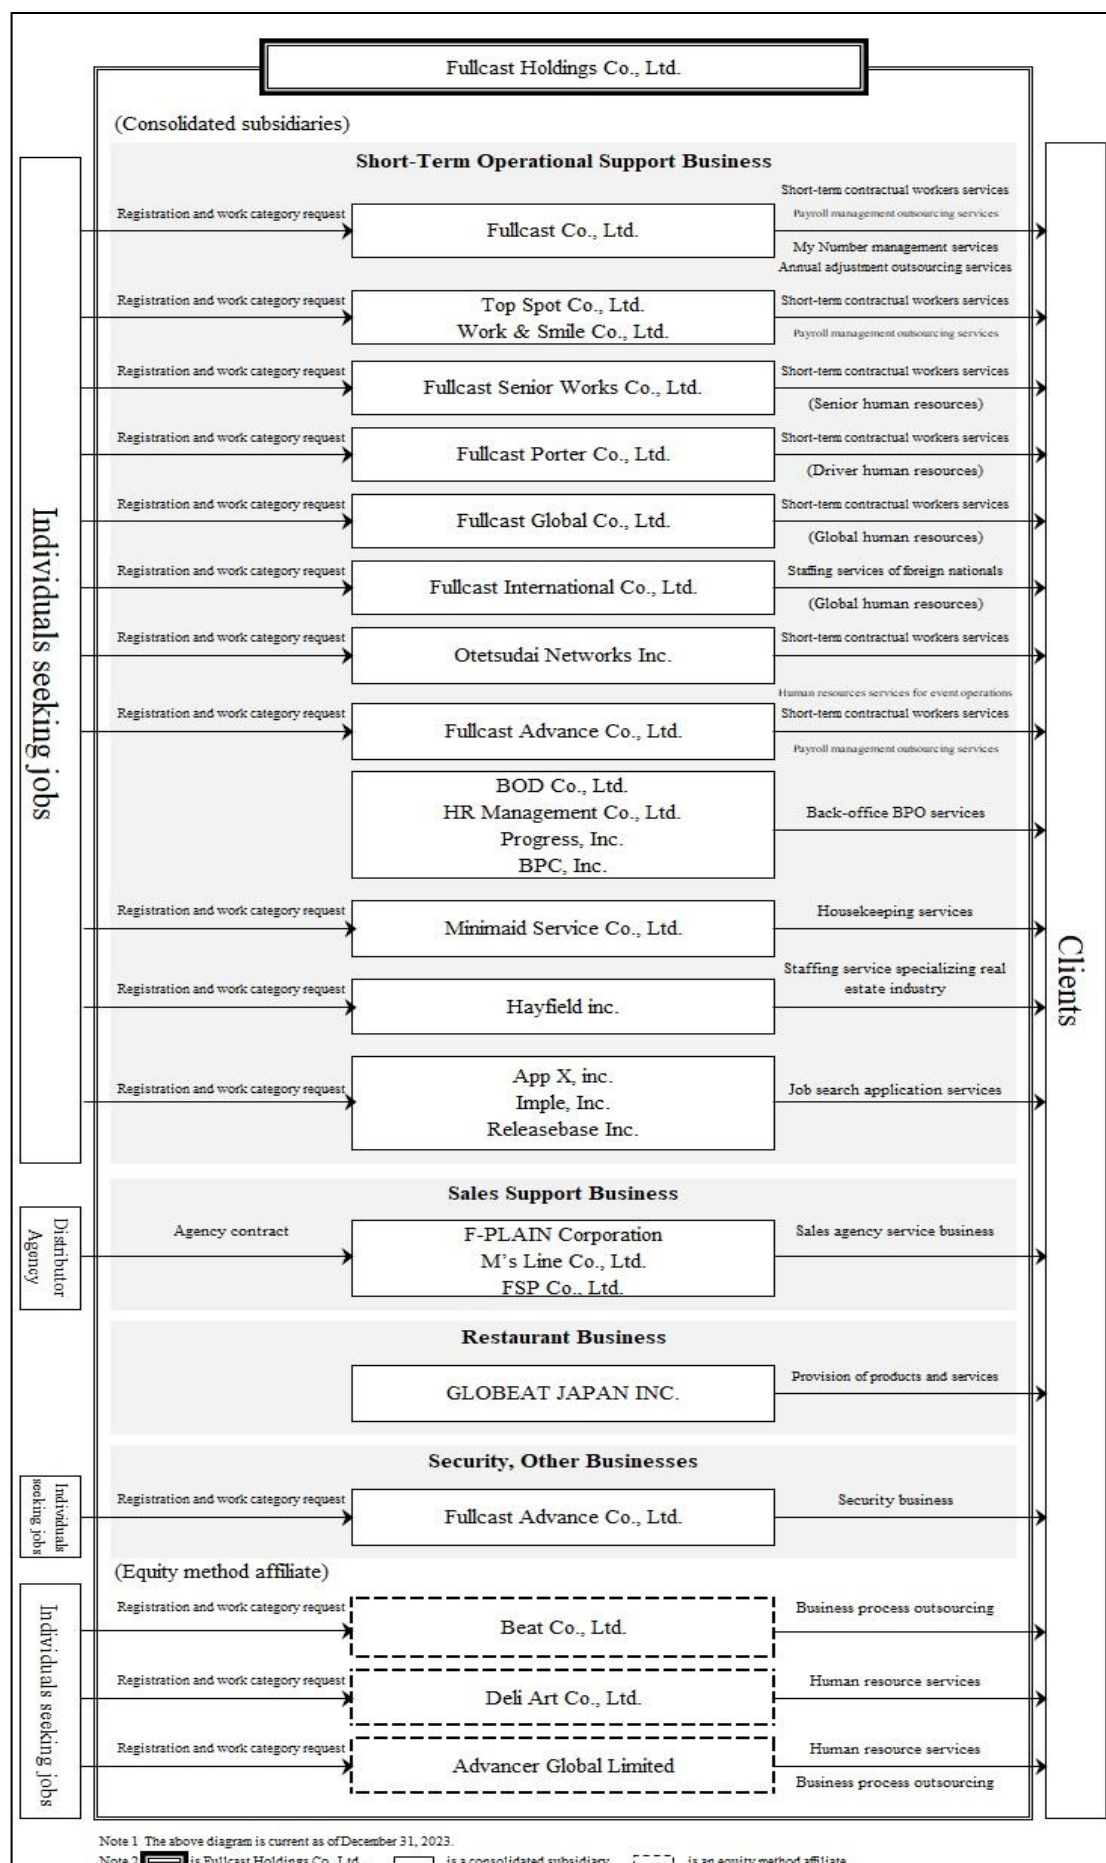 Fullcast Holdings Co., Ltd.
(Consolidated subsidiaries)
Individuals seeking jobs
Clients
Short-Term Operational Support Business
Registration and work category request
Fullcast Co., Ltd.
Short-term contractual workers services
Payroll management outsourcing services
My Number management services
Annual adjustment outsourcing services
Registration and work category request
Top Spot Co., Ltd.
Work & Smile Co., Ltd.
Short-term contractual workers services
Payroll management outsourcing services
Registration and work category request
Fullcast Senior Works Co., Ltd.
Short-term contractual workers services
(Senior human resources)
Registration and work category request
Fullcast Porter Co., Ltd.
Short-term contractual workers services
(Driver human resources)
Registration and work category request
Fullcast Global Co., Ltd.
Short-term contractual workers services
(Global human resources)
Registration and work category request
Fullcast International Co., Ltd.
Staffing services of foreign nationals
(Global human resources)
Registration and work category request
Otetsudai Networks Inc.
Short-term contractual workers services
Registration and work category request
Fullcast Advance Co., Ltd.
Human resources services for event operations
Short-term contractual workers services
Payroll management outsourcing services
BOD Co., Ltd.
HR Management Co., Ltd.
Progress, Inc.
BPC, Inc.
Back-office BPO services
Registration and work category request
Minimaid Service Co., Ltd.
Housekeeping services
Registration and work category request
Hayfield inc.
Staffing service specializing real
estate industry
Registration and work category request
App X, inc.
Imple, Inc.
Releasebase Inc.
Job search application services
Sales Support Business
Distributor
Agency
Agency contract
F-PLAIN Corporation
M's Line Co., Ltd.
FSP Co., Ltd.
Sales agency service business
Restaurant Business
GLOBEAT JAPAN INC.
Provision of products and services
Security, Other Businesses
Individuals
seeking jobs
Registration and work category request
Fullcast Advance Co., Ltd.
Security business
(Equity method affiliate)
Individuals seeking jobs
Registration and work category request
Beat Co., Ltd.
Business process outsourcing
Registration and work category request
Deli Art Co., Ltd.
Human resource services
Registration and work category request
Advancer Global Limited
Human resource services
Business process outsourcing
Note 1 The above diagram is current as of December 31, 2023.
Note 2 is Fullcast Holdings Co., Ltd. is a consolidated subsidiary is an equity method affiliate